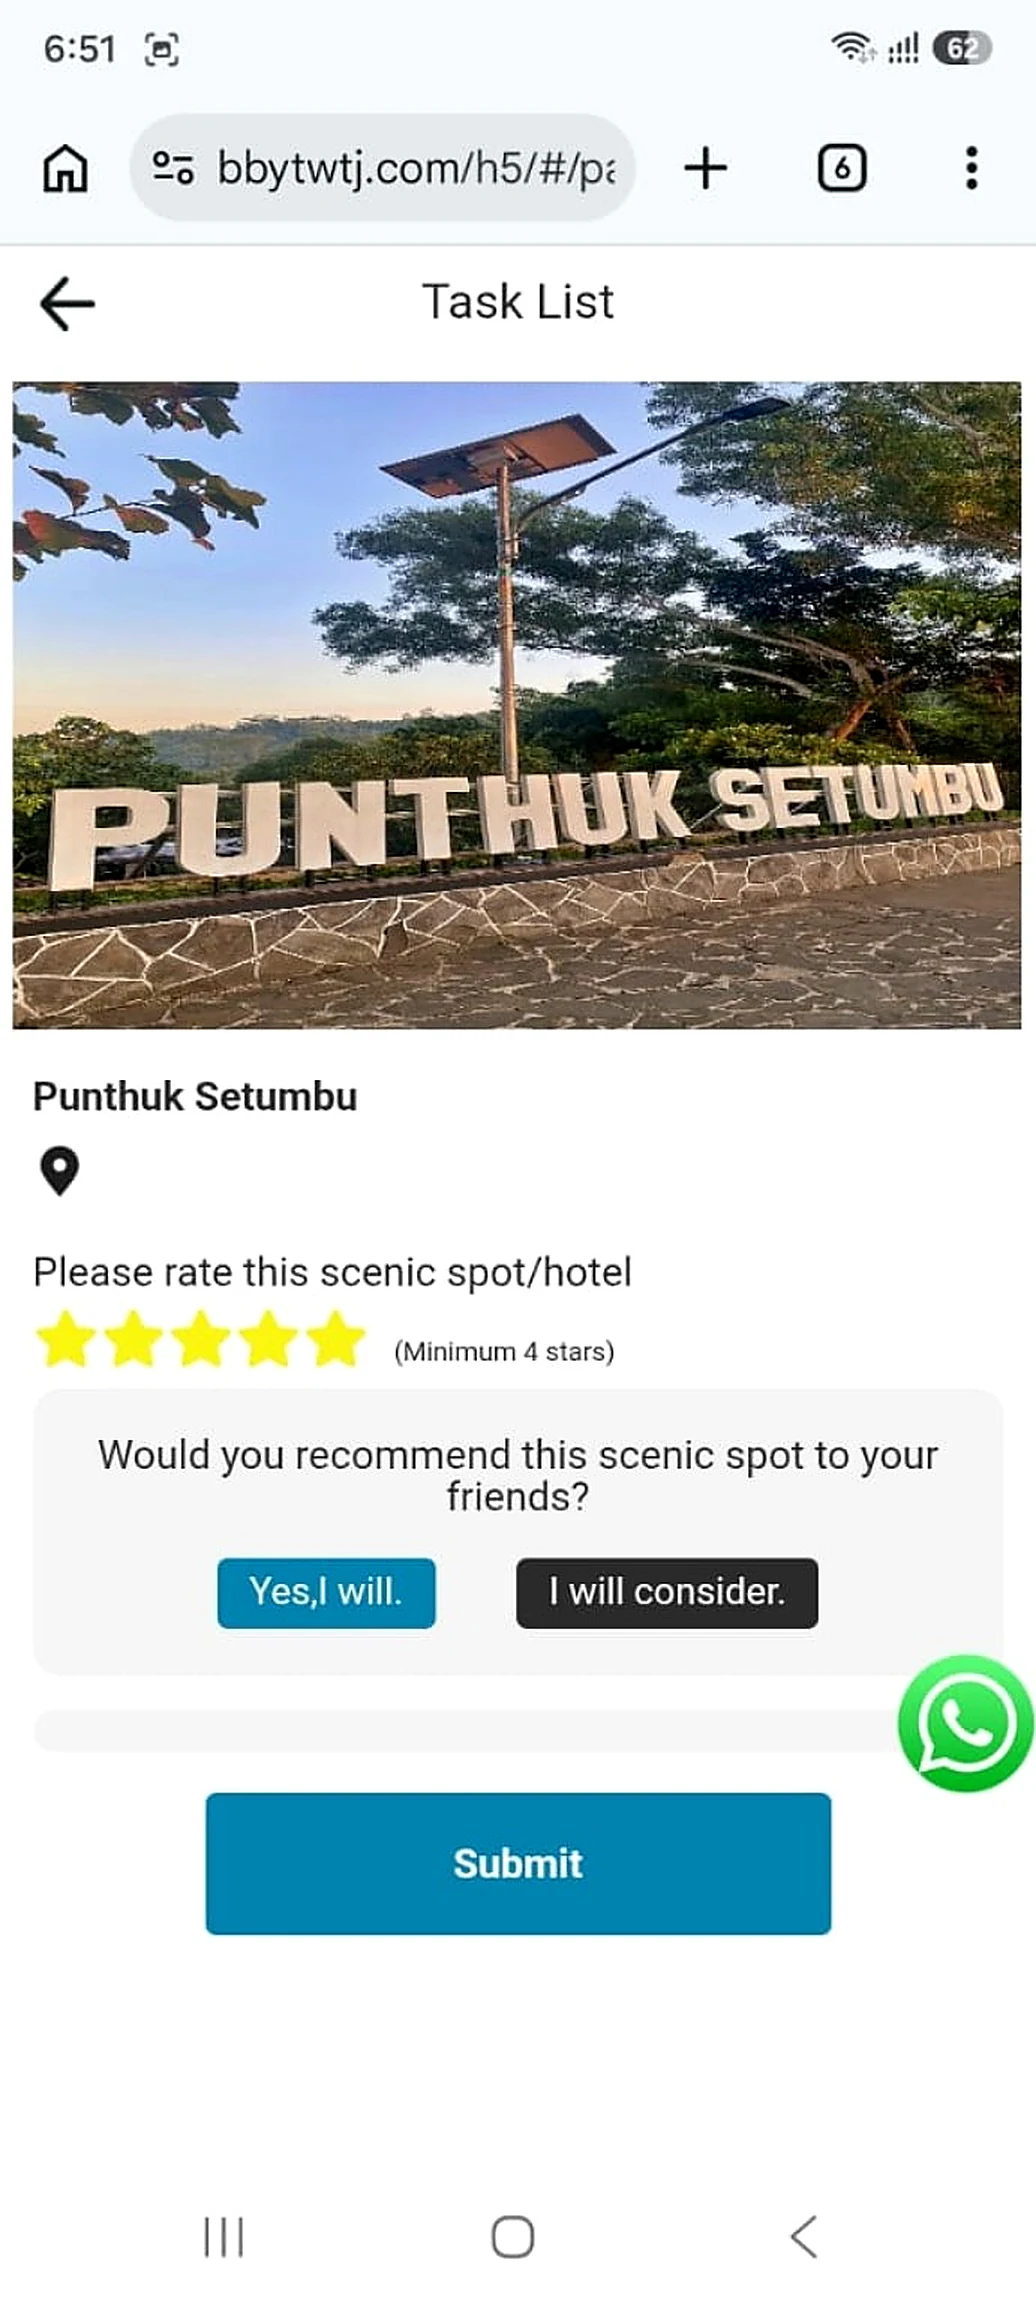 6:51
62
bbytwtj.com/h5/#/pa
6
Task List
PUNTHUK SETUMBU
Punthuk Setumbu
Please rate this scenic spot/hotel
(Minimum 4 stars)
Would you recommend this scenic spot to your
friends?
Yes,I will.
I will consider.
Submit